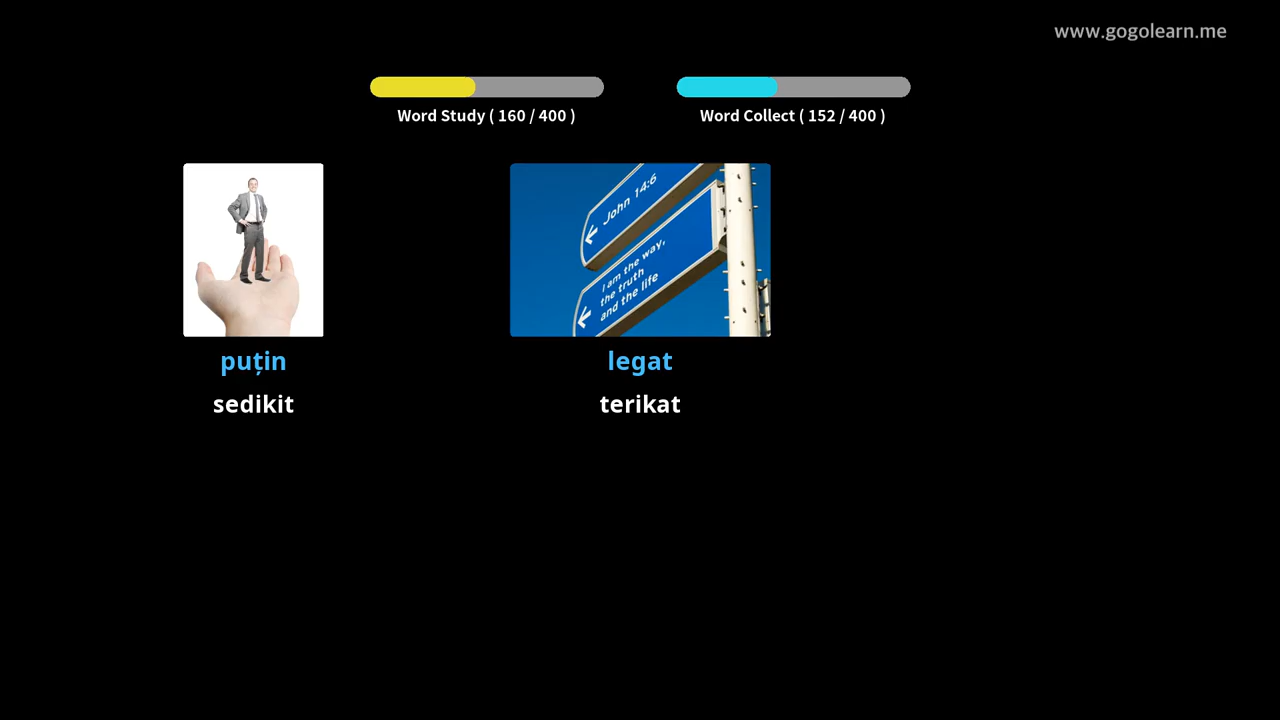 www.gogolearn.me
Word Study ( 160 / 400 )
Word Collect ( 152 / 400 )
John 14:6
I am the way,
the truth
and the life
puțin
legat
sedikit
terikat